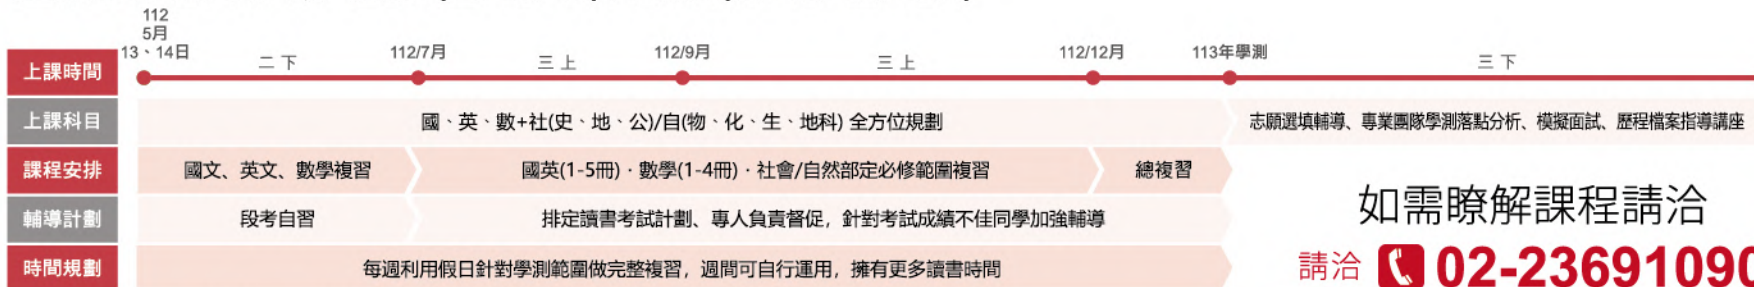 112
5月
13、14日
二下
112/7月
三上
112/9月
三上
112/12月
113年學測
三下
上課時間
上課科目
國、英、數+社(史、地、公)/自(物、化、生、地科) 全方位規劃
志願選填輔導、專業團隊學測落點分析、模擬面試、歷程檔案指導講座
課程安排
國文、英文、數學複習
國英(1-5冊)·數學(1-4冊)·社會/自然部定必修範圍複習
總複習
輔導計劃
段考自習
排定讀書考試計劃、專人負責督促，針對考試成績不佳同學加強輔導
時間規劃
每週利用假日針對學測範圍做完整複習，週間可自行運用，擁有更多讀書時間
如需瞭解課程請洽
請洽 02-23691090